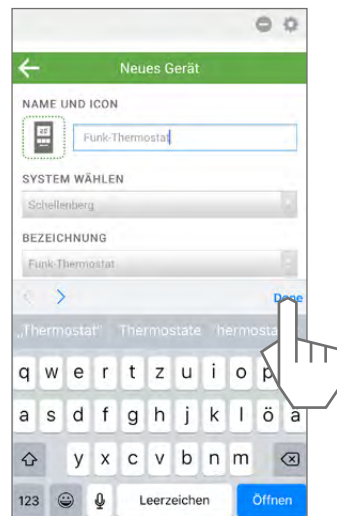 Neues Gerät
NAME UND ICON
Funk-Thermostat
SYSTEM WÄHLEN
Schellenberg
BEZEICHNUNG
Funk-Thermostat
Done
„Thermostat“ Thermostate
q w e r t z u i o p
a s d f g h j k l ö ä
y x c v b n m
123 Leerzeichen Öffnen